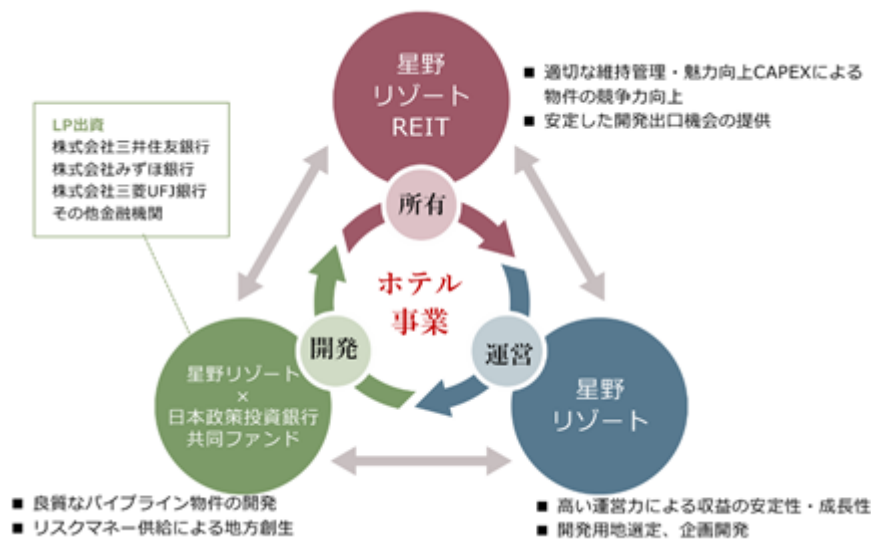 星野
リゾート
REIT
■ 適切な維持管理・魅力向上CAPEXによる
物件の競争力向上
■ 安定した開発出口機会の提供
LP出資
株式会社三井住友銀行
株式会社みずほ銀行
株式会社三菱UFJ銀行
その他金融機関
所有
ホテル
事業
開発
運営
星野リゾート
×
日本政策投資銀行
共同ファンド
星野
リゾート
■ 良質なパイプライン物件の開発
■ リスクマネー供給による地方創生
■ 高い運営力による収益の安定性・成長性
■ 開発用地選定、企画開発